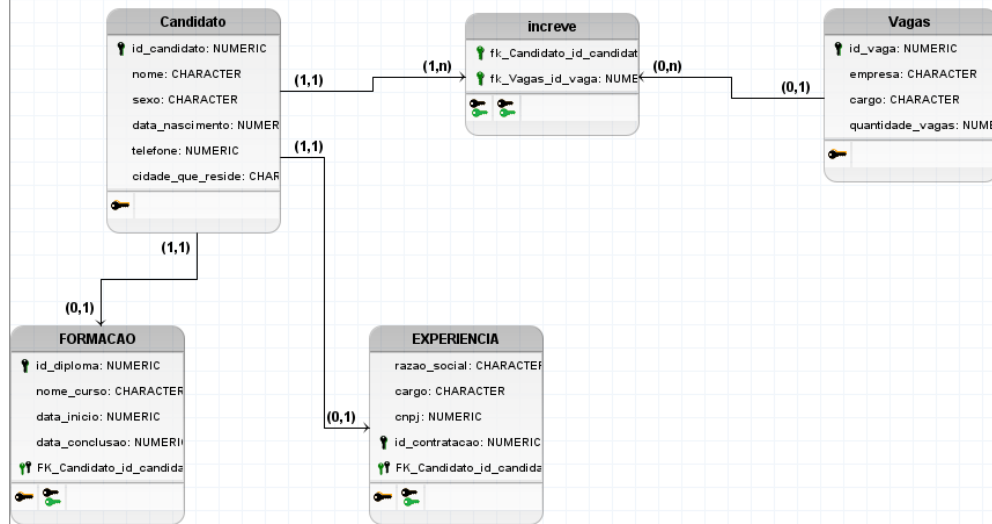 Candidato
id_candidato: NUMERIC
nome: CHARACTER
sexo: CHARACTER
data_nascimento: NUMER
telefone: NUMERIC
cidade_que_reside: CHAR
(1,1)
(1,n)
increve
fk_Candidato_id_candidat
fk_Vagas_id_vaga: NUME
(0,n)
(0,1)
Vagas
id_vaga: NUMERIC
empresa: CHARACTER
cargo: CHARACTER
quantidade_vagas: NUME
(1,1)
(1,1)
(0,1)
FORMACAO
id_diploma: NUMERIC
nome_curso: CHARACTER
data_inicio: NUMERIC
data_conclusao: NUMERI
FK_Candidato_id_candida
(0,1)
EXPERIENCIA
razao_social: CHARACTER
cargo: CHARACTER
cnpj: NUMERIC
id_contratacao: NUMERIC
FK_Candidato_id_candida